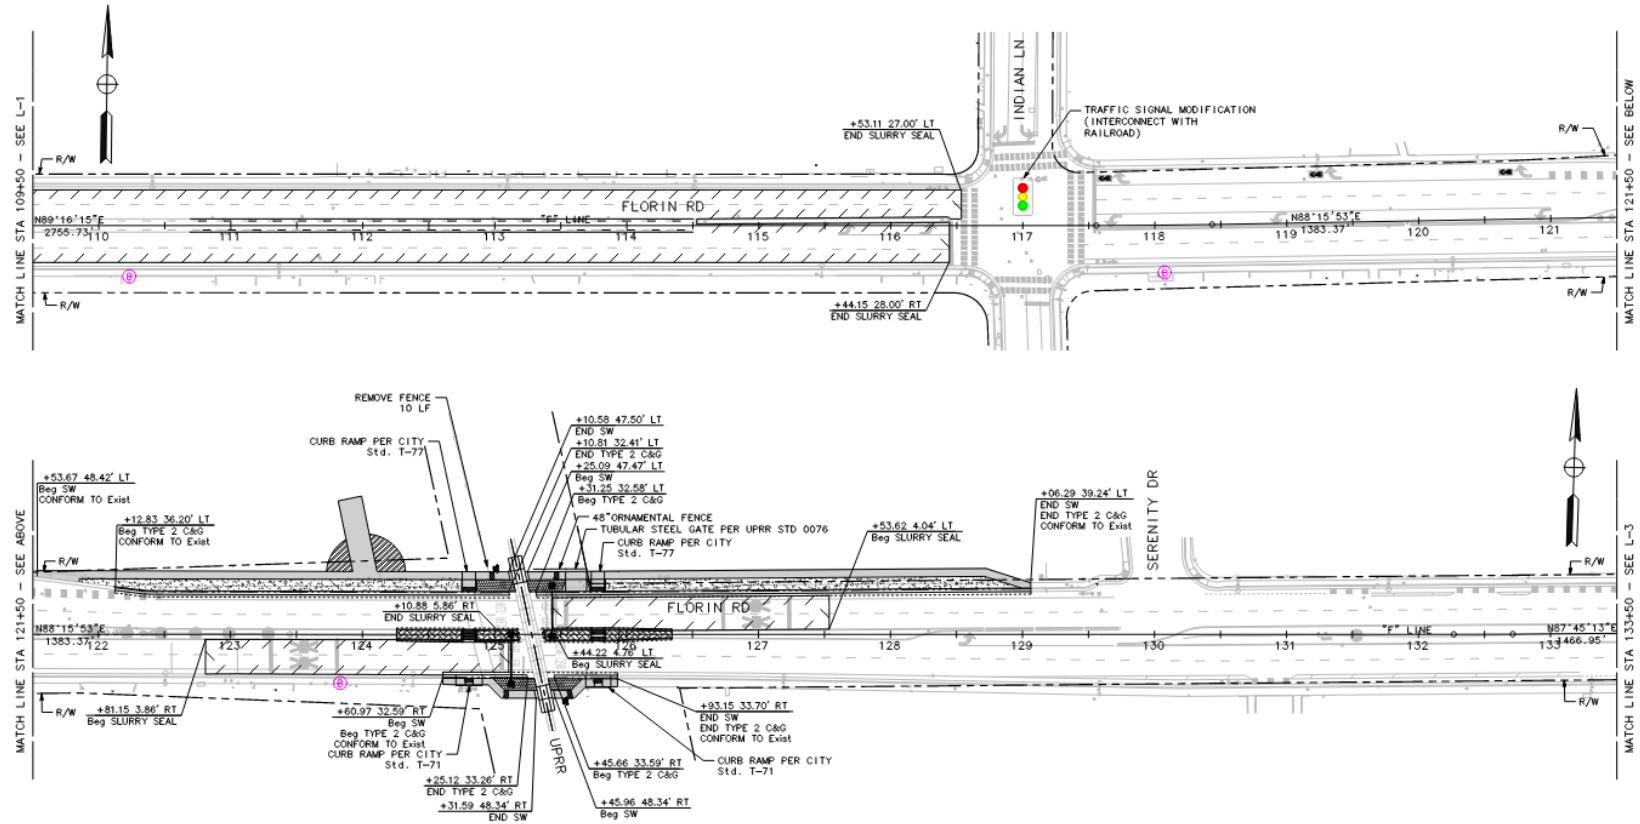 MATCH LINE STA 109+50 - SEE L-1
R/W
N89°16'15"E
2755.73'
110
111
112
113
114
115
116
117
118
119
120
121
"F" LINE
FLORIN RD
R/W
+53.11 27.00' LT
END SLURRY SEAL
+44.15 28.00' RT
END SLURRY SEAL
INDIAN LN
TRAFFIC SIGNAL MODIFICATION
(INTERCONNECT WITH
RAILROAD)
N88°15'53"E
1383.37'
B
B
R/W
R/W
MATCH LINE STA 121+50 - SEE BELOW
MATCH LINE STA 121+50 - SEE ABOVE
REMOVE FENCE
10 LF
CURB RAMP PER CITY
Std. T-77
+53.67 48.42' LT
Beg SW
CONFORM TO Exist
+12.83 36.20' LT
Beg TYPE 2 C&G
CONFORM TO Exist
R/W
+10.58 47.50' LT
END SW
+10.81 32.41' LT
END TYPE 2 C&G
+25.09 47.47' LT
Beg SW
+31.25 32.58' LT
Beg TYPE 2 C&G
48"ORNAMENTAL FENCE
TUBULAR STEEL GATE PER UPRR STD 0076
CURB RAMP PER CITY
Std. T-77
+53.62 4.04' LT
Beg SLURRY SEAL
+06.29 39.24' LT
END SW
END TYPE 2 C&G
CONFORM TO Exist
SERENITY DR
R/W
+10.88 5.86' RT
END SLURRY SEAL
FLORIN RD
N88°15'53"E
1383.37'
122
123
124
125
126
127
128
129
130
131
132
133
"F" LINE
N87°45'13"E
1466.95'
+44.22 4.76' LT
Beg SLURRY SEAL
B
R/W
+81.15 3.86' RT
Beg SLURRY SEAL
+60.97 32.59' RT
Beg SW
Beg TYPE 2 C&G
CONFORM TO Exist
CURB RAMP PER CITY
Std. T-71
+25.12 33.26' RT
END TYPE 2 C&G
+31.59 48.34' RT
END SW
UPRR
+93.15 33.70' RT
END SW
END TYPE 2 C&G
CONFORM TO Exist
+45.66 33.59' RT
Beg TYPE 2 C&G
CURB RAMP PER CITY
Std. T-71
+45.96 48.34' RT
Beg SW
R/W
MATCH LINE STA 133+50 - SEE L-3